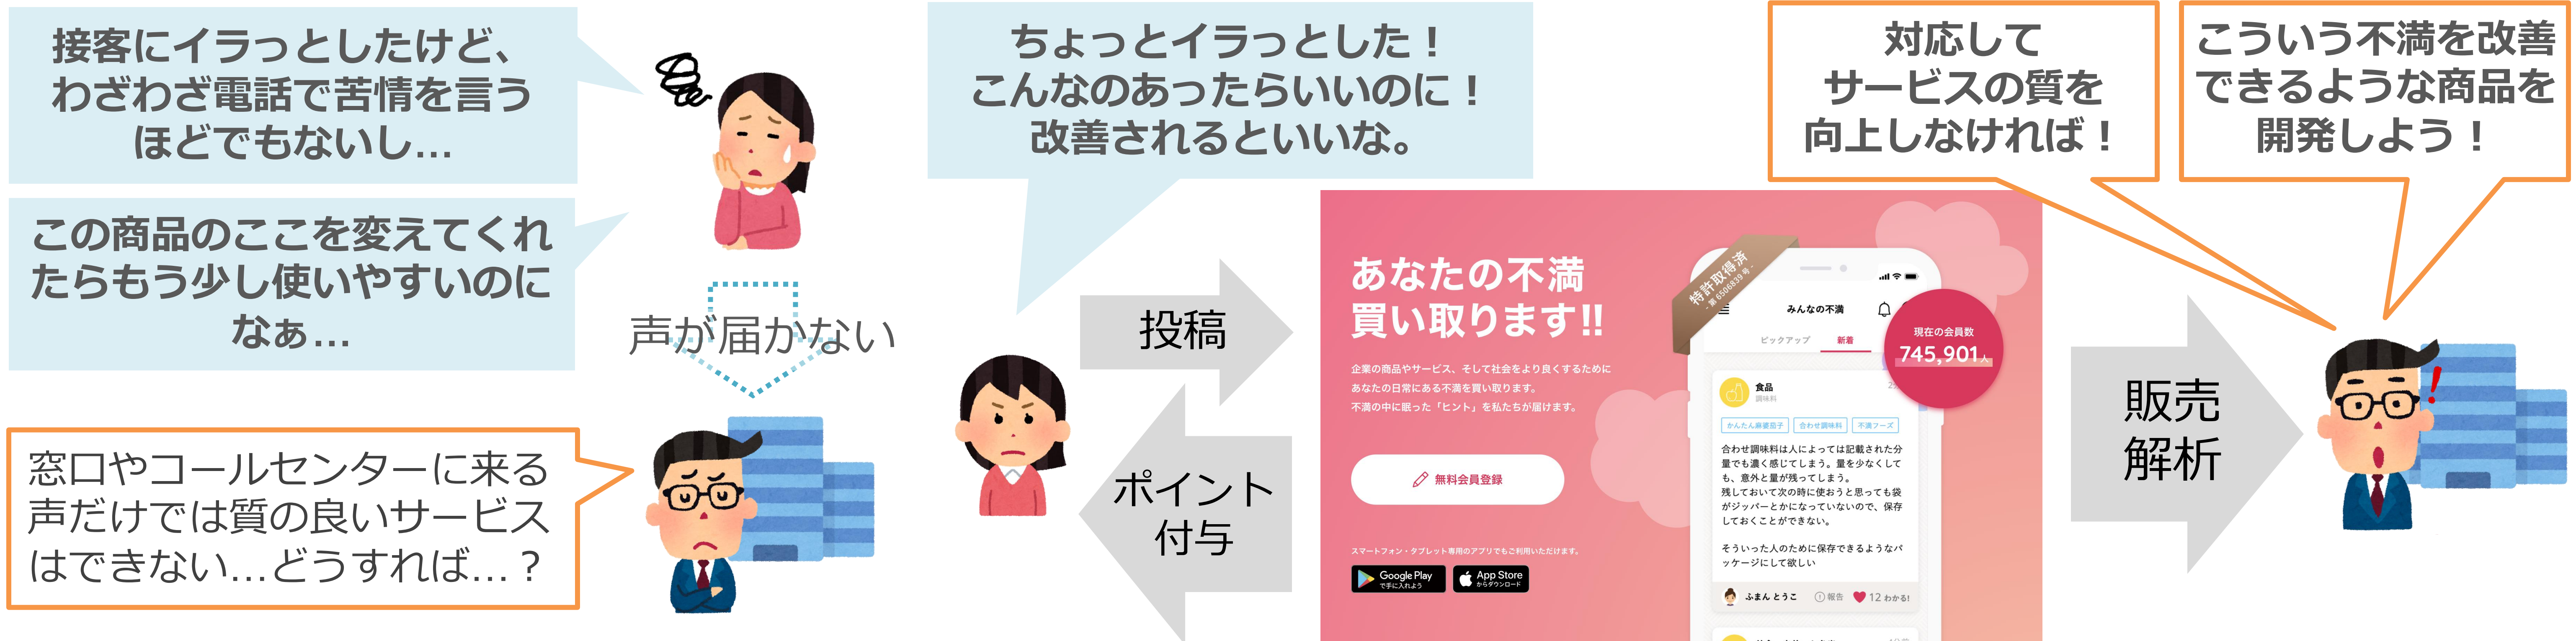 接客にイラっとしたけど、
わざわざ電話で苦情を言う
ほどでもないし…
この商品のここを変えてくれ
たらもう少し使いやすいのに
なぁ…
声が届かない
窓口やコールセンターに来る
声だけでは質の良いサービス
はできない…どうすれば…？
ちょっとイラっとした！
こんなのあったらいいのに！
改善されるといいな。
投稿
ポイント
付与
あなたの不満
買い取ります!!
企業の商品やサービス、そして社会をより良くするために
あなたの日常にある不満を買い取ります。
不満の中に眠った「ヒント」を私たちが届けます。
無料会員登録
スマートフォン・タブレット専用のアプリでもご利用いただけます。
Google Play
で手に入れよう
App Store
からダウンロード
特許取得済
- 第6506839号 -
みんなの不満
ピックアップ 新着
現在の会員数
745,901人
食品
調味料
かんたん麻婆茄子 合わせ調味料 不満フーズ
合わせ調味料は人によっては記載された分
量でも濃く感じてしまう。量を少なくして
も、意外と量が残ってしまう。
残しておいて次の時に使おうと思っても袋
がジッパーとかになっていないので、保存
しておくことができない。
そういった人のために保存できるようなパ
ッケージにして欲しい
ふまん とうこ 報告 12 わかる!
販売
解析
対応して
サービスの質を
向上しなければ！
こういう不満を改善
できるような商品を
開発しよう！